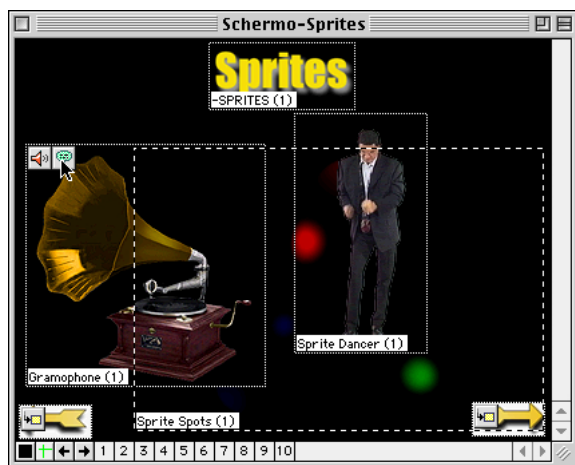 Schermo-Sprites
Sprites
-SPRITES (1)
Sprite Dancer (1)
Gramophone (1)
Sprite Spots (1)
1 2 3 4 5 6 7 8 9 10